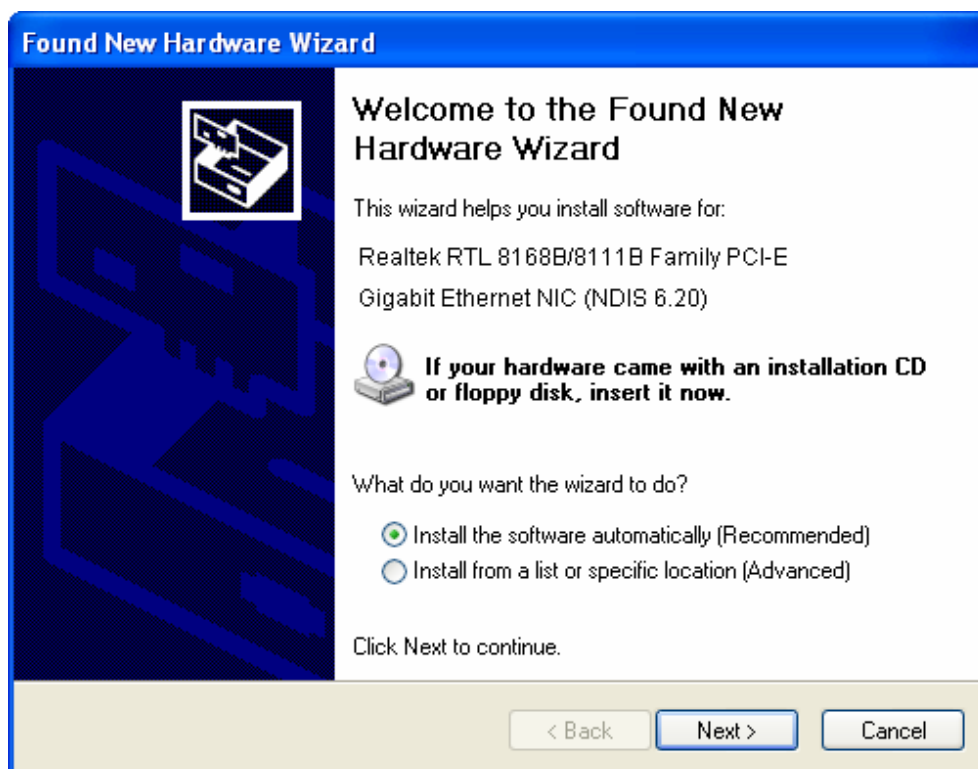 Found New Hardware Wizard
Welcome to the Found New
Hardware Wizard
This wizard helps you install software for:
Realtek RTL 8168B/8111B Family PCI-E
Gigabit Ethernet NIC (NDIS 6.20)
If your hardware came with an installation CD
or floppy disk, insert it now.
What do you want the wizard to do?
Install the software automatically (Recommended)
Install from a list or specific location (Advanced)
Click Next to continue.
< Back Next > Cancel